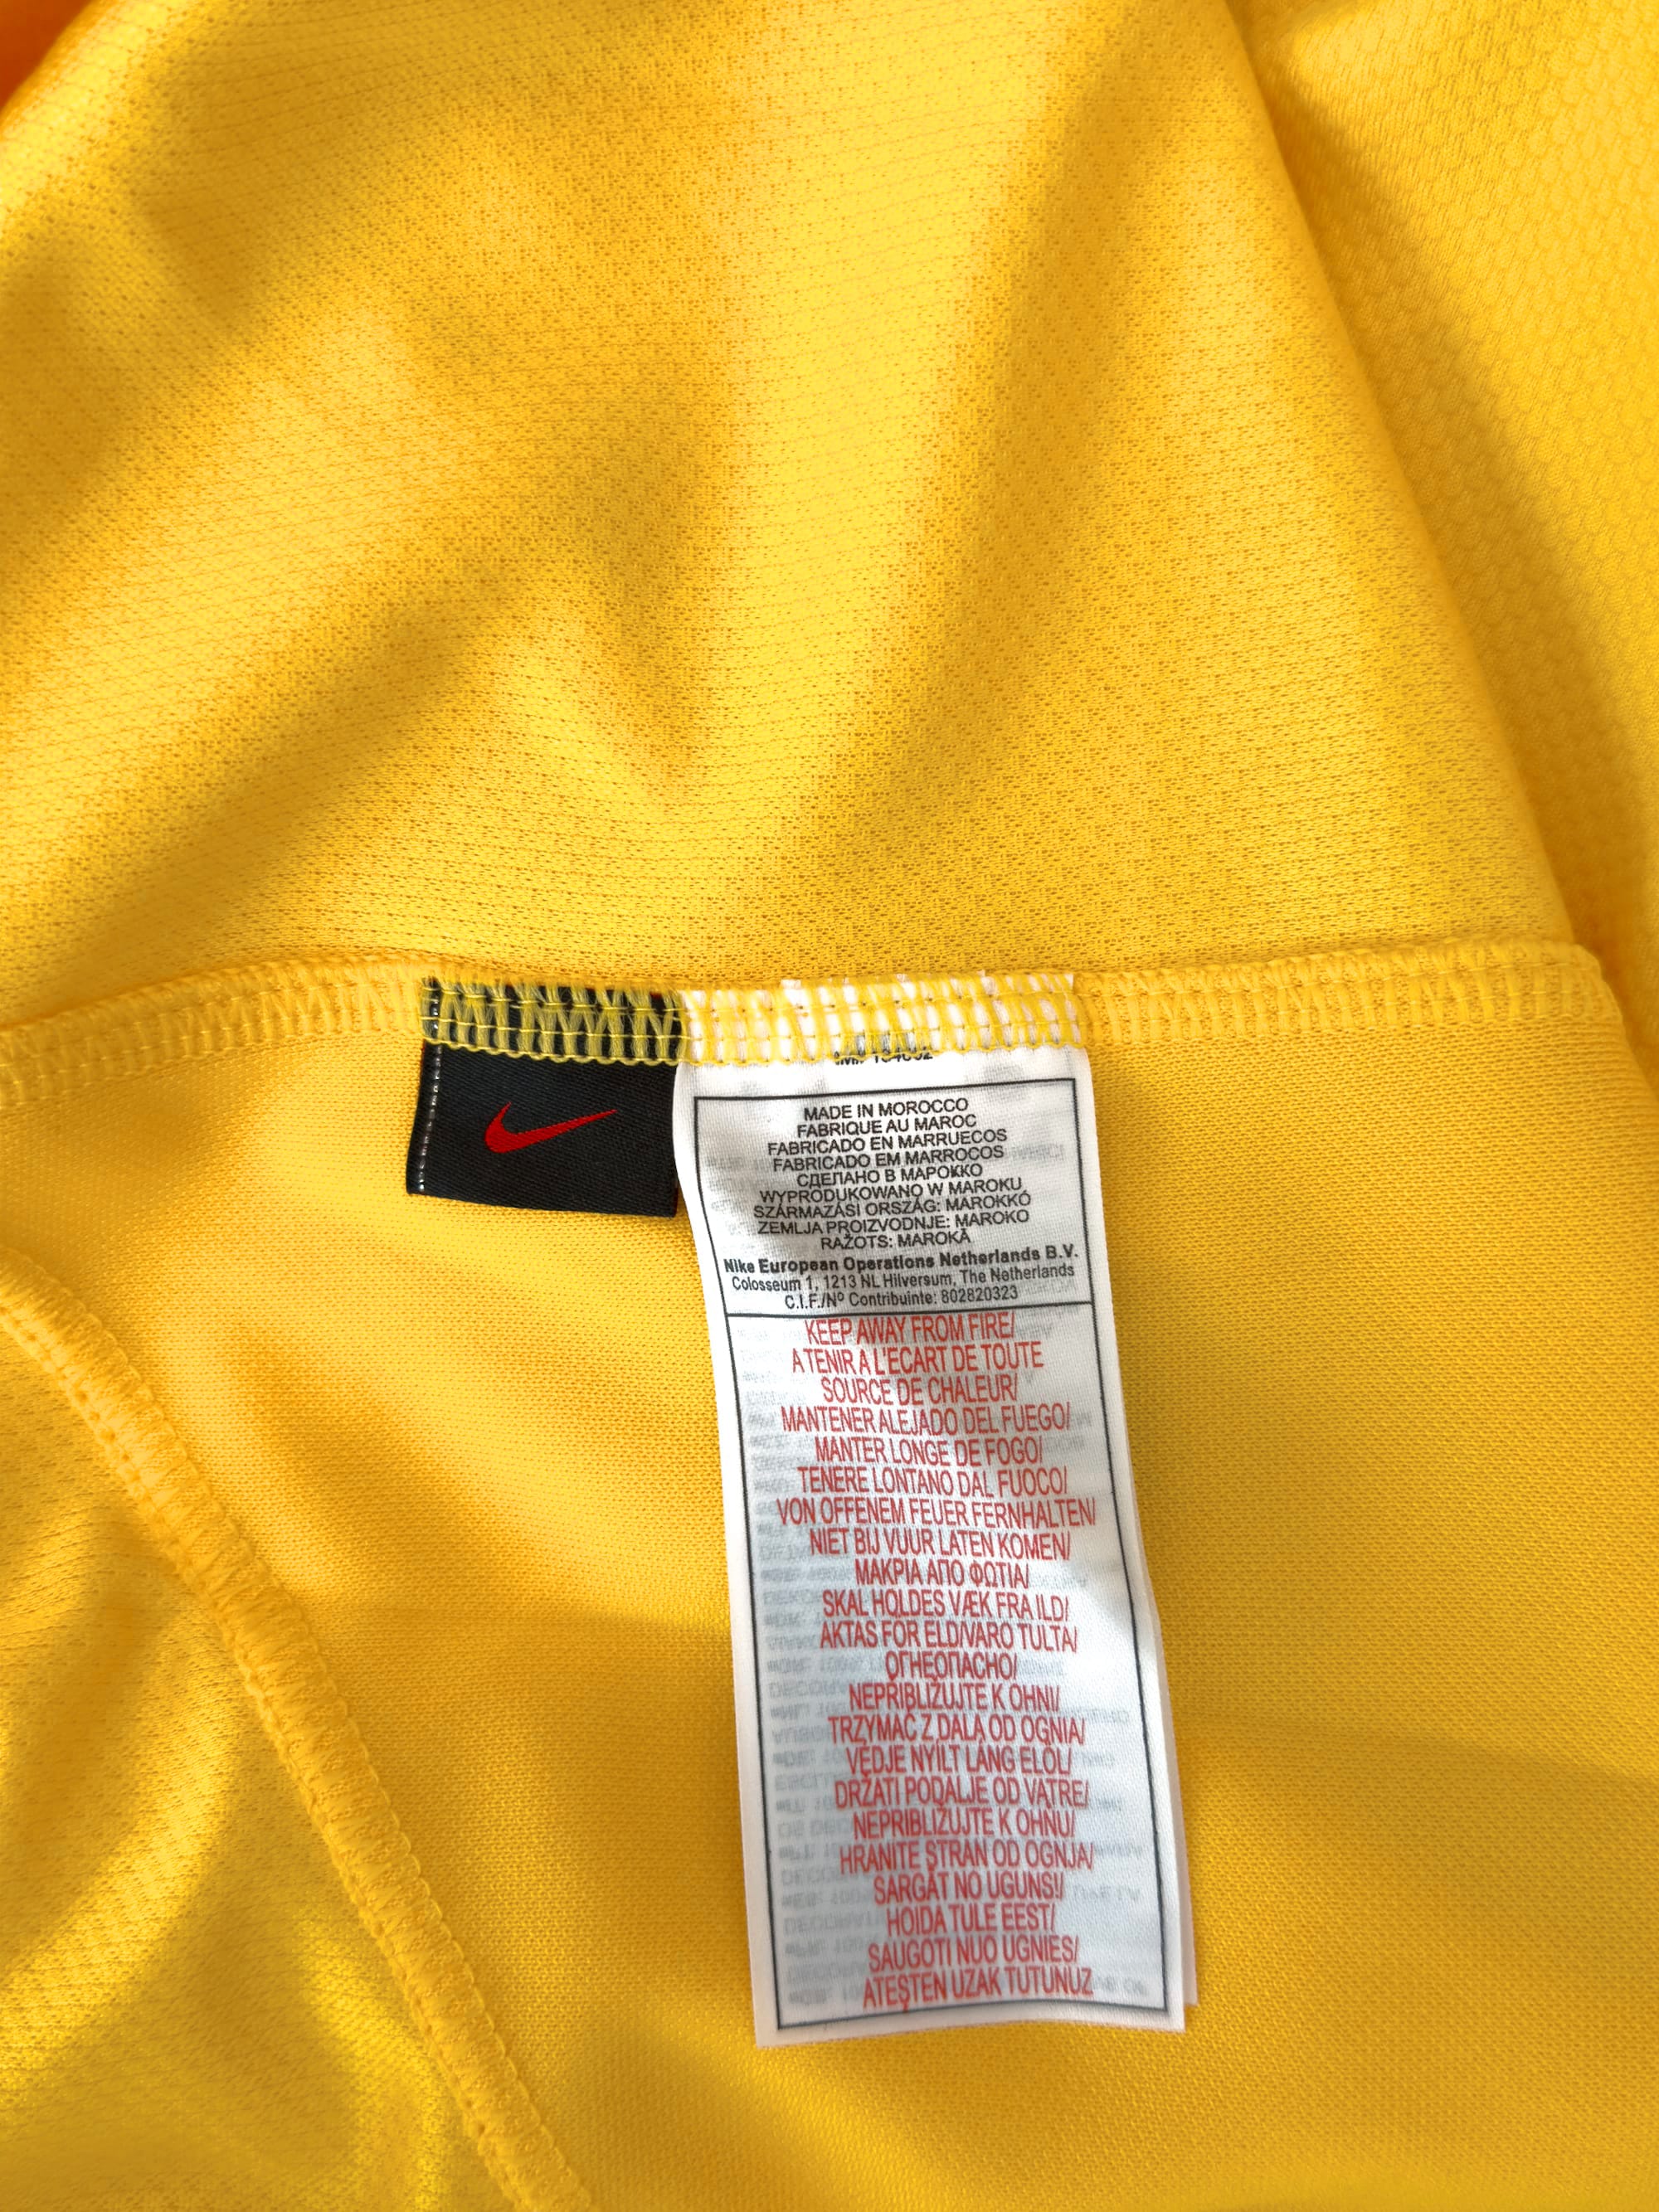 MADE IN MOROCCO
FABRIQUE AU MAROC
FABRICADO EN MARRUECOS
FABRICADO EM MARROCOS
СДЕЛАНО В МАРОККО
WYPRODUKOWANO W MAROKU
SZÁRMAZÁSI ORSZÁG: MAROKKÓ
ZEMLJA PROIZVODNJE: MAROKO
RAŽOTS: MAROKĀ
Nike European Operations Netherlands B.V.
Colosseum 1, 1213 NL Hilversum, The Netherlands
C.I.F./Nº Contribuinte: 802820323
KEEP AWAY FROM FIRE/
A TENIR A L'ECART DE TOUTE
SOURCE DE CHALEUR/
MANTENER ALEJADO DEL FUEGO/
MANTER LONGE DE FOGO/
TENERE LONTANO DAL FUOCO/
VON OFFENEM FEUER FERNHALTEN/
NIET BIJ VUUR LATEN KOMEN/
ΜΑΚΡΙΑ ΑΠΟ ΦΩΤΙΑ/
SKAL HOLDES VÆK FRA ILD/
AKTAS FÖR ELD/VARO TULTA/
ОГНЕОПАСНО/
NEPRIBLIŽUJTE K OHNI/
TRZYMAĆ Z DALA OD OGNIA/
VÉDJE NYÍLT LÁNG ELŐL/
DRŽATI PODALJE OD VATRE/
NEPRIBLIŽUJTE K OHŇU/
HRANITE STRAN OD OGNJA/
SARGĀT NO UGUNS!/
HOIDA TULE EEST/
SAUGOTI NUO UGNIES/
ATEŞTEN UZAK TUTUNUZ